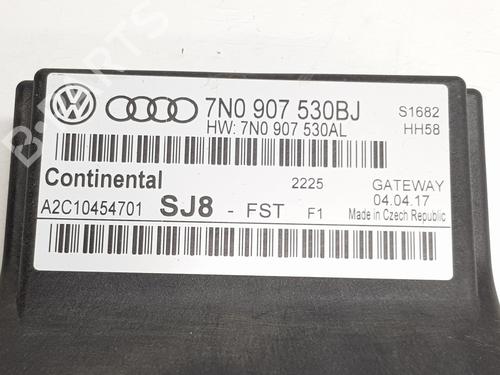 7N0 907 530BJ S1682
HW: 7N0 907 530AL HH58
Continental 2225 GATEWAY
A2C10454701 SJ8 - FST F1 04.04.17
Made in Czech Republic